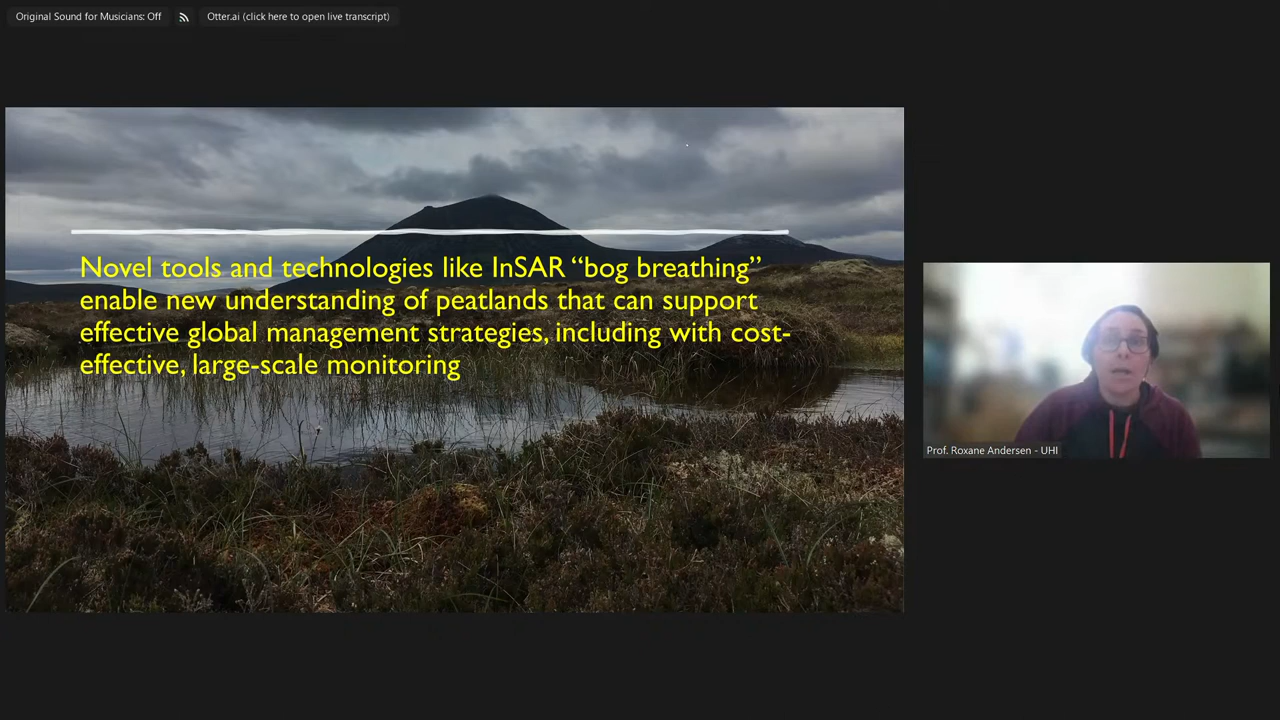 Original Sound for Musicians: Off
Otter.ai (click here to open live transcript)
Novel tools and technologies like InSAR “bog breathing”
enable new understanding of peatlands that can support
effective global management strategies, including with cost-
effective, large-scale monitoring
Prof. Roxane Andersen - UHI